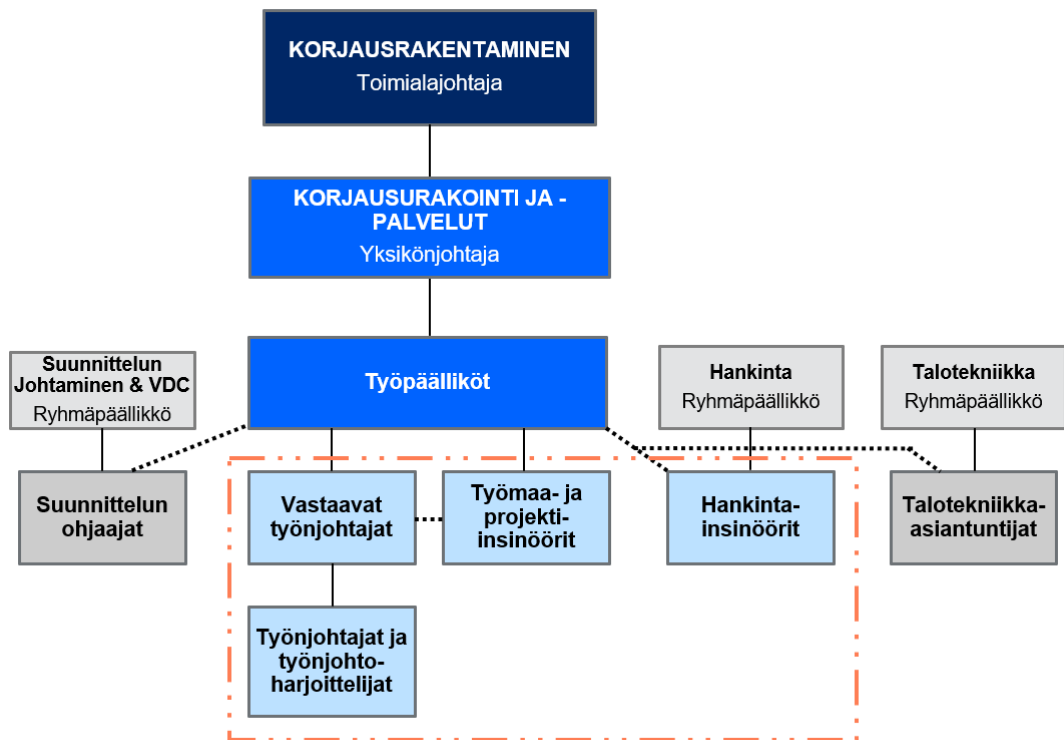 KORJAUSRAKENTAMINEN
Toimialajohtaja
KORJAUSURAKOINTI JA -
PALVELUT
Yksikönjohtaja
Suunnittelun
Johtaminen & VDC
Ryhmäpäällikkö
Työpäälliköt
Hankinta
Ryhmäpäällikkö
Talotekniikka
Ryhmäpäällikkö
Suunnittelun
ohjaajat
Vastaavat
työnjohtajat
Työmaa- ja
projekti-
insinöörit
Hankinta-
insinöörit
Talotekniikka-
asiantuntijat
Työnjohtajat ja
työnjohto-
harjoittelijat